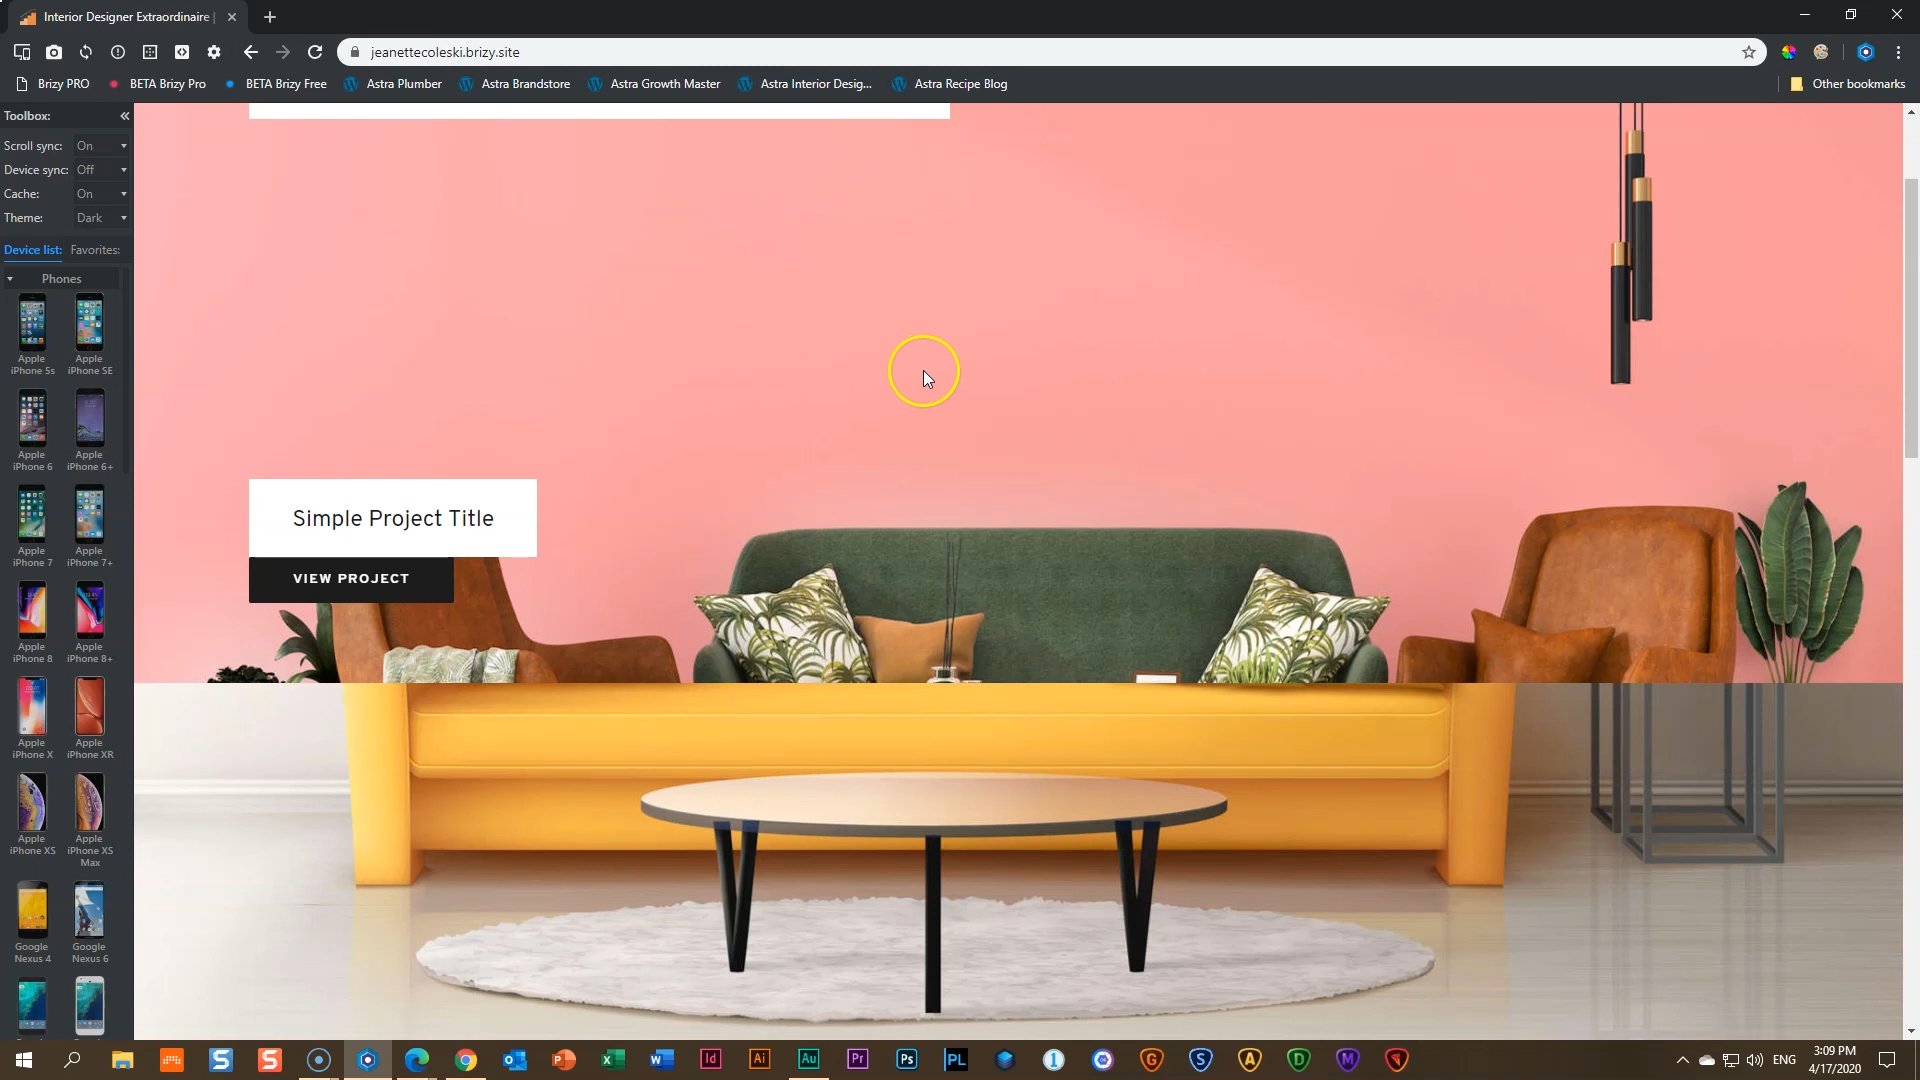 Interior Designer Extraordinaire |
jeanettecoleski.brizy.site
Brizy PRO
BETA Brizy Pro
BETA Brizy Free
Astra Plumber
Astra Brandstore
Astra Growth Master
Astra Interior Desig...
Astra Recipe Blog
Other bookmarks
Toolbox:
Scroll sync: On
Device sync: Off
Cache: On
Theme: Dark
Device list: Favorites:
Phones
Apple iPhone 5s
Apple iPhone SE
Apple iPhone 6
Apple iPhone 6+
Apple iPhone 7
Apple iPhone 7+
Apple iPhone 8
Apple iPhone 8+
Apple iPhone X
Apple iPhone XR
Apple iPhone XS
Apple iPhone XS Max
Google Nexus 4
Google Nexus 6
Simple Project Title
VIEW PROJECT
ENG
3:09 PM
4/17/2020